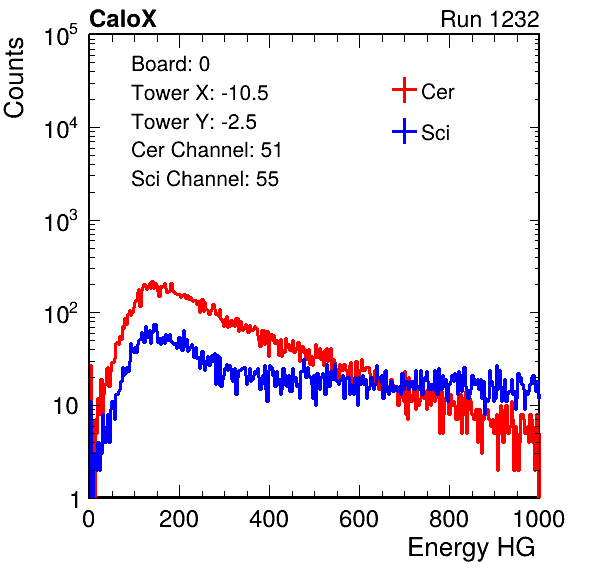 CaloX Run 1232
Counts
10^5
10^4
10^3
10^2
10
1
Board: 0
Tower X: -10.5
Tower Y: -2.5
Cer Channel: 51
Sci Channel: 55
Cer
Sci
0 200 400 600 800 1000
Energy HG